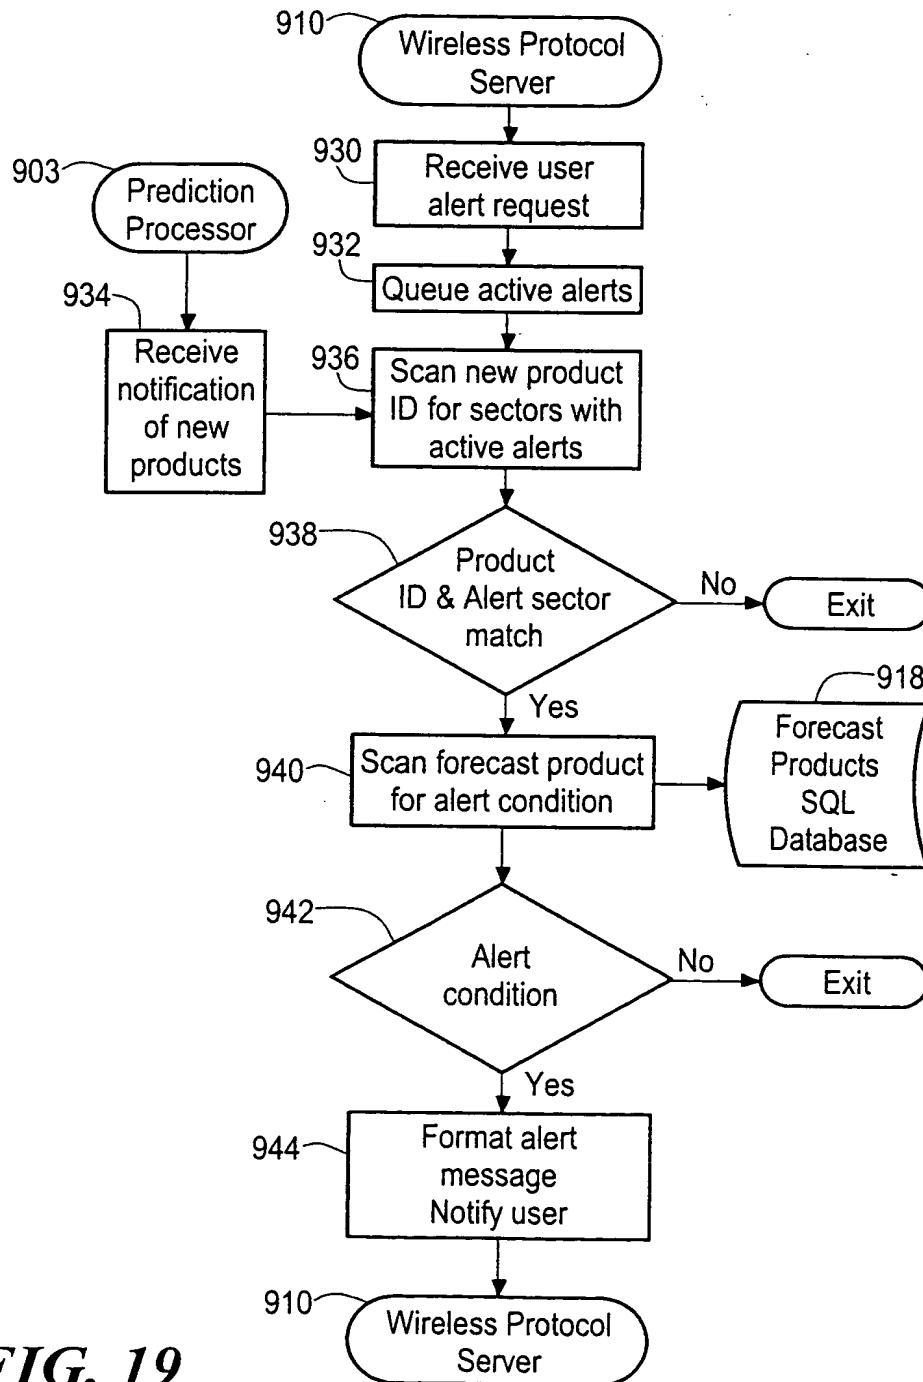 910
Wireless Protocol
Server
930
Receive user
alert request
903
Prediction
Processor
932
Queue active alerts
934
Receive
notification
of new
products
936
Scan new product
ID for sectors with
active alerts
938
Product
ID & Alert sector
match
No
Exit
Yes
918
Forecast
Products
SQL
Database
940
Scan forecast product
for alert condition
942
Alert
condition
No
Exit
Yes
944
Format alert
message
Notify user
910
Wireless Protocol
Server
FIG. 19